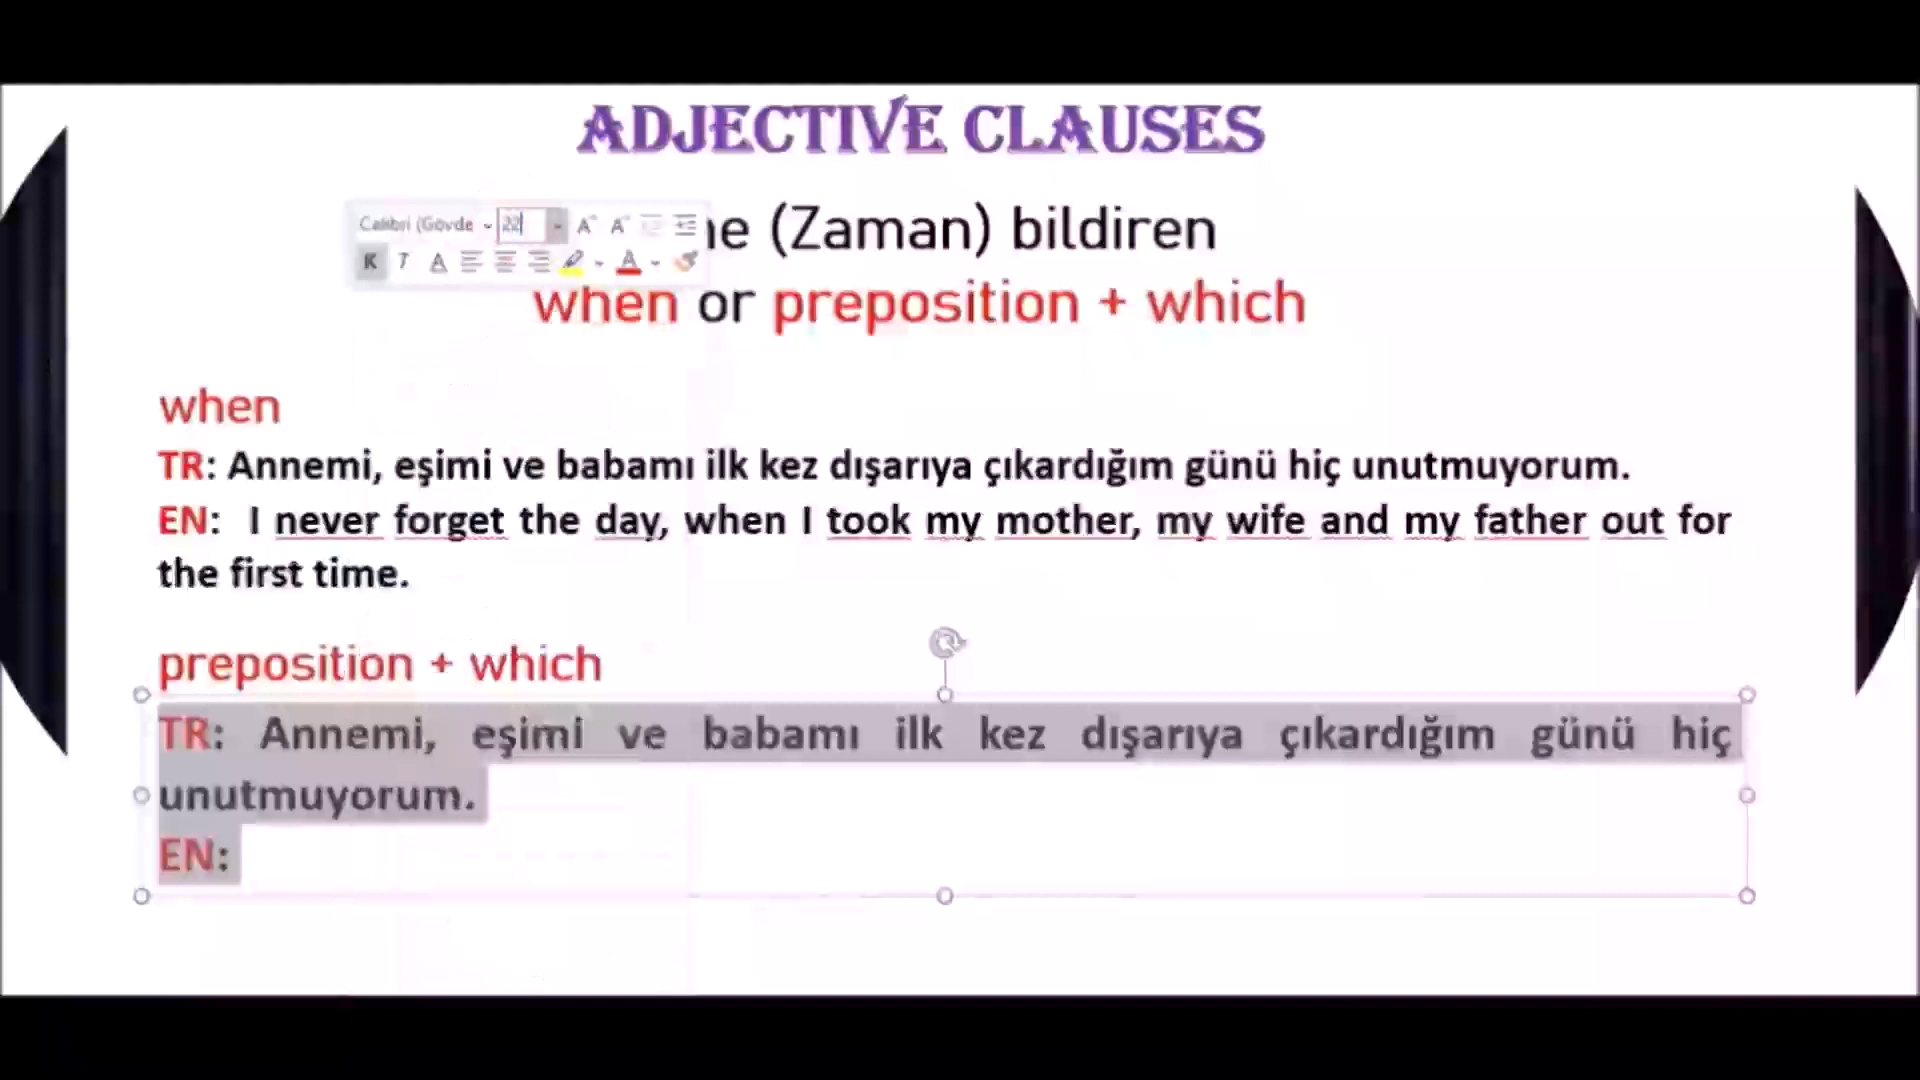 ADJECTIVE CLAUSES
Calibri (Gövde 22
(Zaman) bildiren
K T A A
when or preposition + which
when
TR: Annemi, eşimi ve babamı ilk kez dışarıya çıkardığım günü hiç unutmuyorum.
EN: I never forget the day, when I took my mother, my wife and my father out for
the first time.
preposition + which
TR: Annemi, eşimi ve babamı ilk kez dışarıya çıkardığım günü hiç
unutmuyorum.
EN: